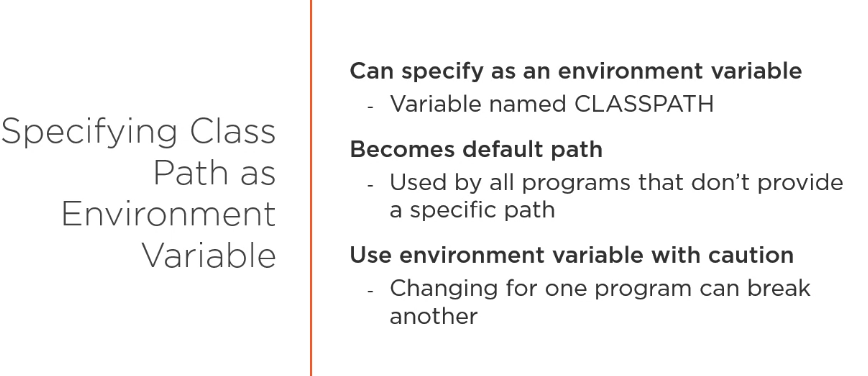 Specifying Class
Path as
Environment
Variable
Can specify as an environment variable
- Variable named CLASSPATH
Becomes default path
- Used by all programs that don’t provide
a specific path
Use environment variable with caution
- Changing for one program can break
another